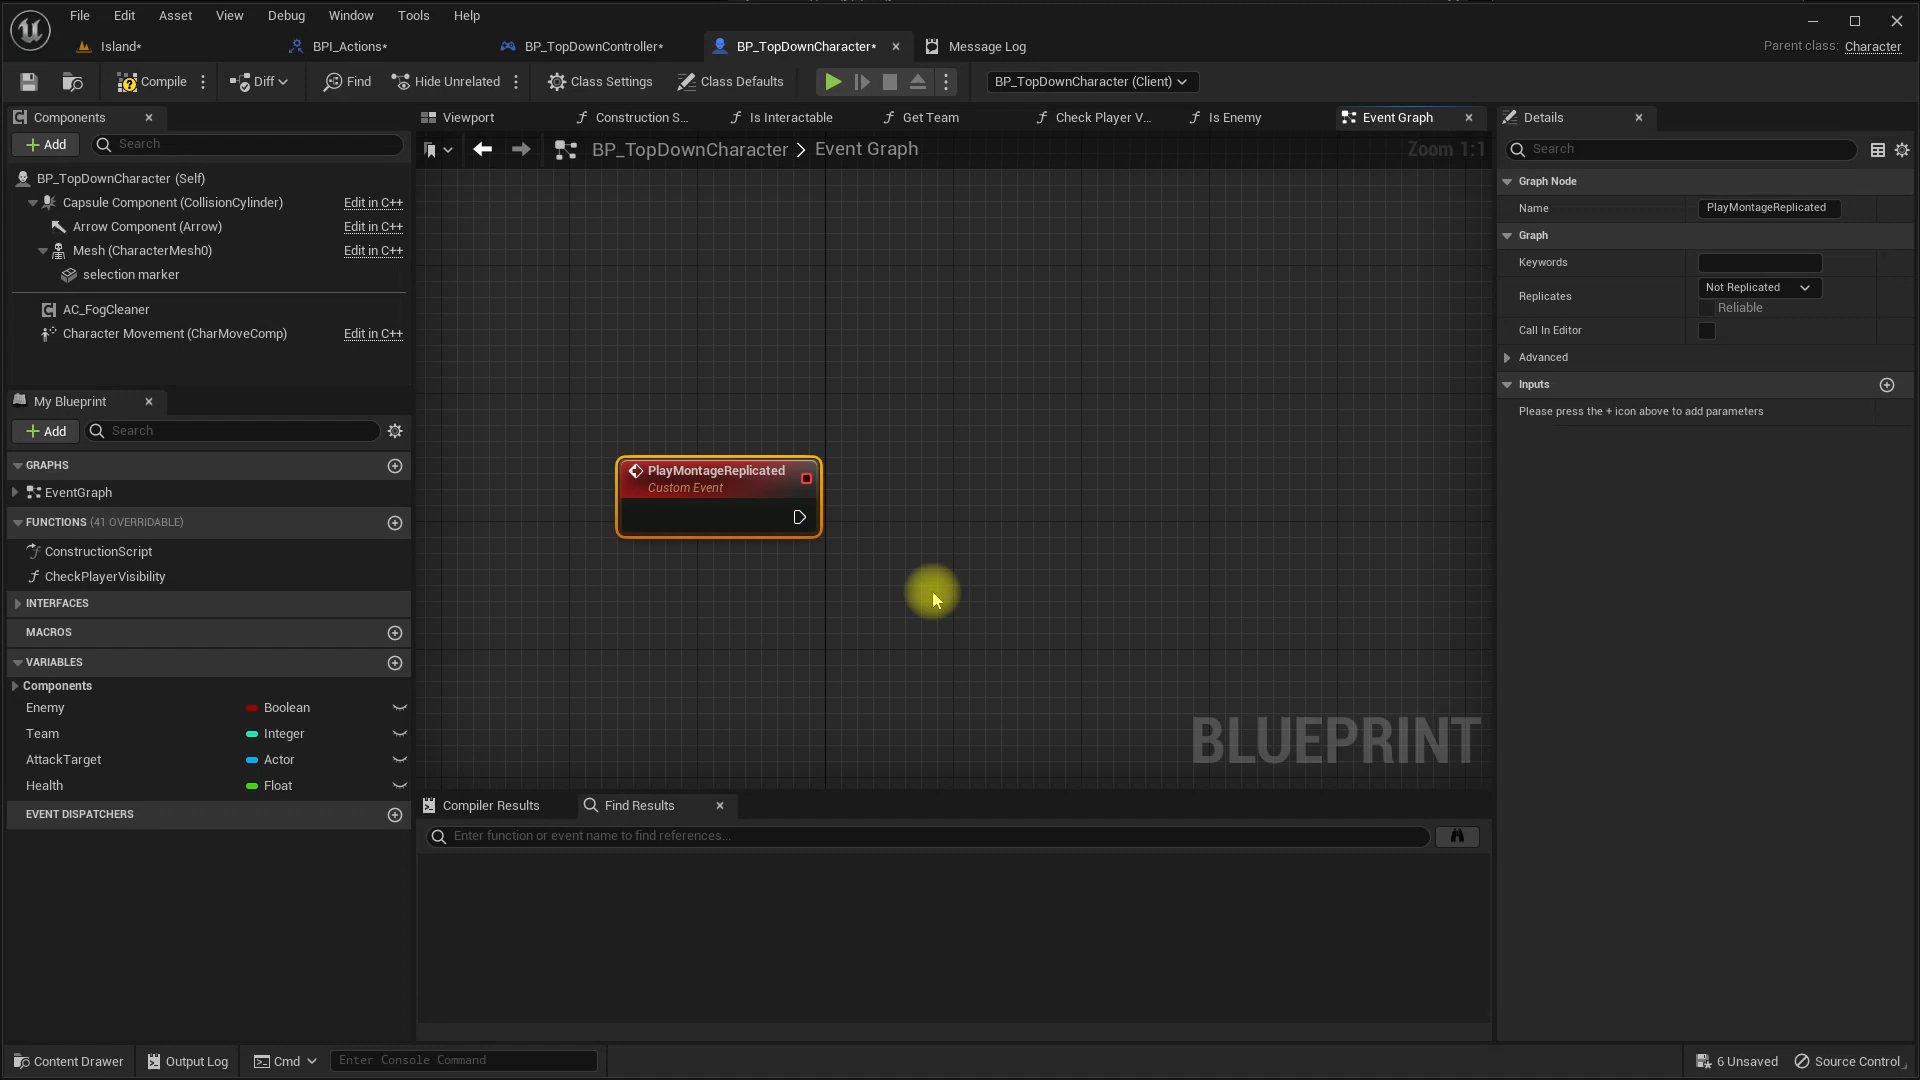 File Edit Asset View Debug Window Tools Help
Island* BPI_Actions* BP_TopDownController* BP_TopDownCharacter* Message Log Parent class: Character
Compile Diff Find Hide Unrelated Class Settings Class Defaults BP_TopDownCharacter (Client)
Components Viewport Construction S... Is Interactable Get Team Check Player V... Is Enemy Event Graph Details
Add Search BP_TopDownCharacter > Event Graph Zoom 1:1 Search
BP_TopDownCharacter (Self)
Capsule Component (CollisionCylinder) Edit in C++
Arrow Component (Arrow) Edit in C++
Mesh (CharacterMesh0) Edit in C++
selection marker
AC_FogCleaner
Character Movement (CharMoveComp) Edit in C++
Graph Node
Name PlayMontageReplicated
Graph
Keywords
Replicates Not Replicated
Reliable
Call In Editor
Advanced
Inputs
Please press the + icon above to add parameters
My Blueprint
Add Search
GRAPHS
EventGraph
FUNCTIONS (41 OVERRIDABLE)
ConstructionScript
CheckPlayerVisibility
INTERFACES
MACROS
VARIABLES
Components
Enemy Boolean
Team Integer
AttackTarget Actor
Health Float
EVENT DISPATCHERS
PlayMontageReplicated
Custom Event
BLUEPRINT
Compiler Results Find Results
Enter function or event name to find references...
Content Drawer Output Log Cmd Enter Console Command 6 Unsaved Source Control